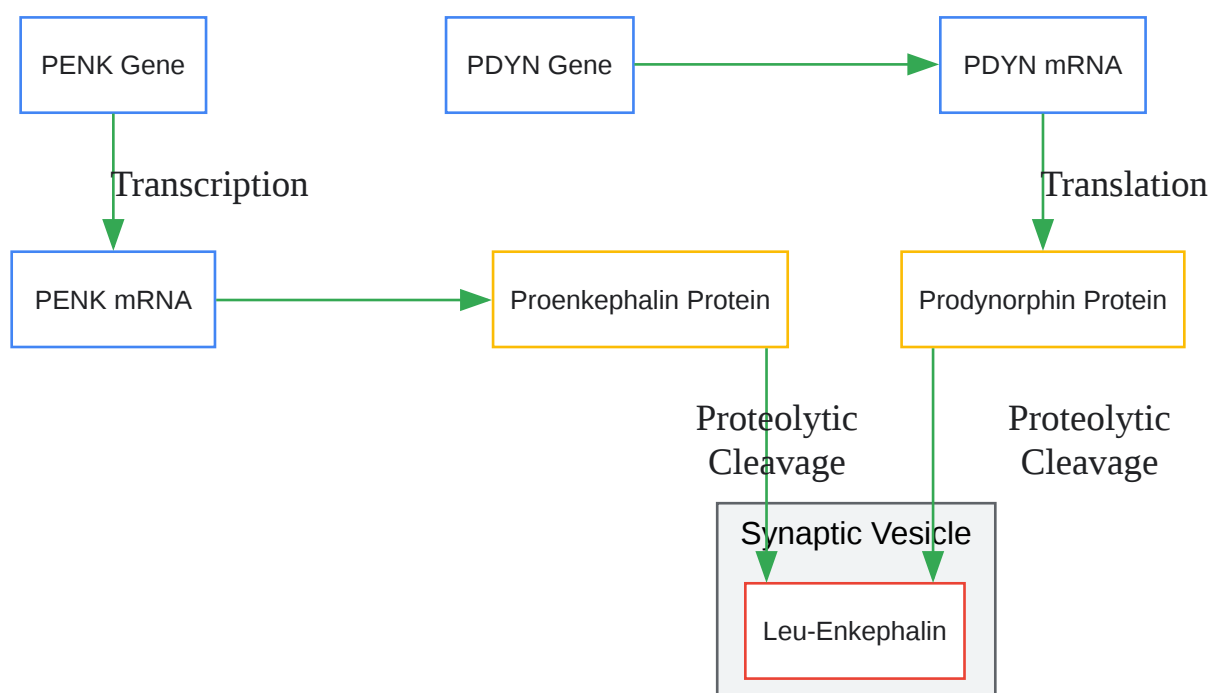 PENK Gene
PDYN Gene
PDYN mRNA
Transcription
Translation
PENK mRNA
Proenkephalin Protein
Prodynorphin Protein
Proteolytic
Cleavage
Proteolytic
Cleavage
Synaptic Vesicle
Leu-Enkephalin